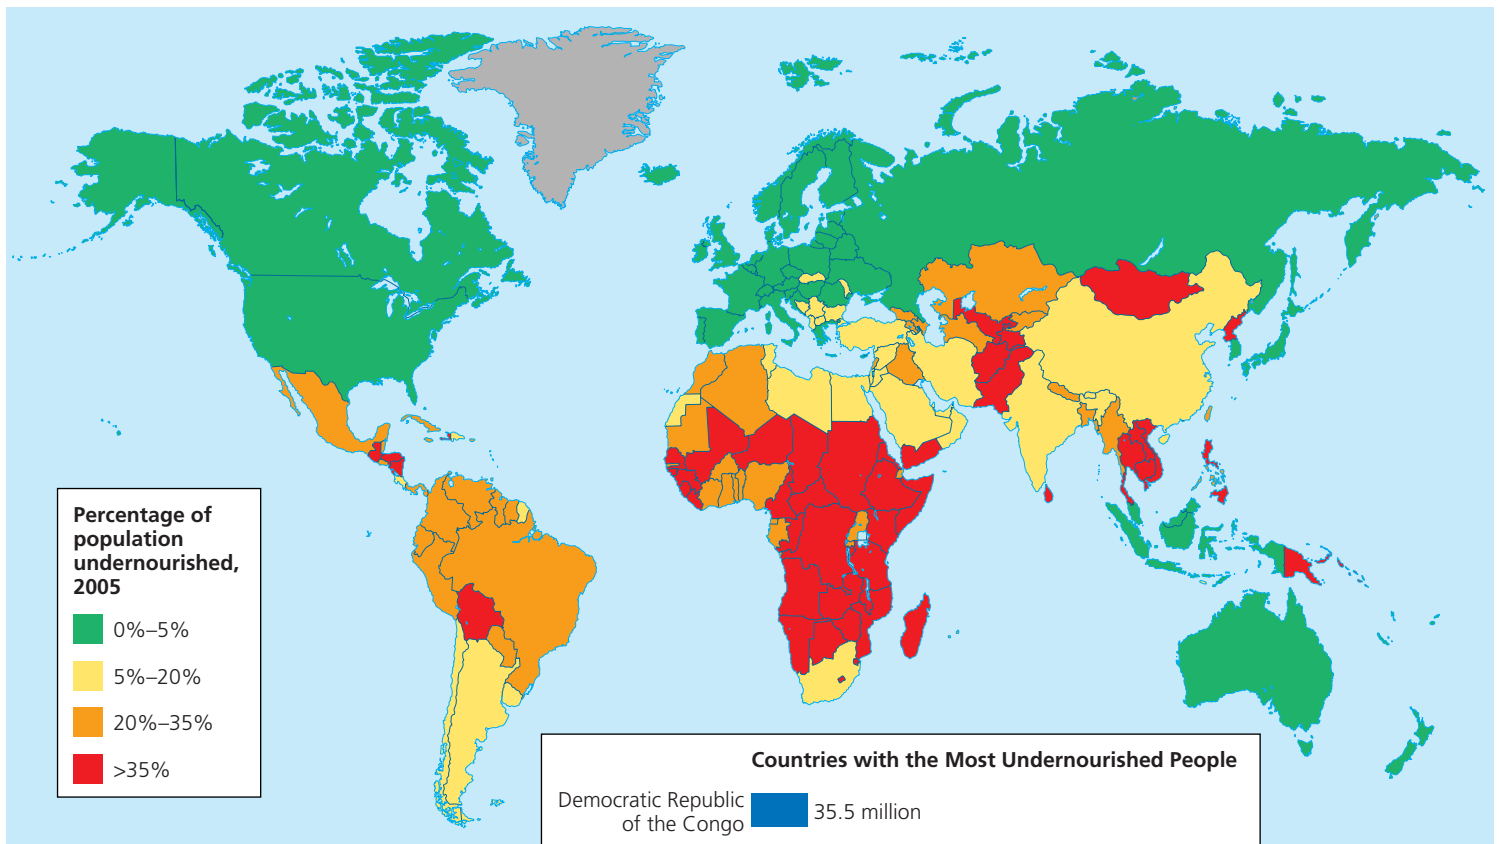 Percentage of
population
undernourished,
2005
0%–5%
5%–20%
20%–35%
>35%
Countries with the Most Undernourished People
Democratic Republic
of the Congo
35.5 million